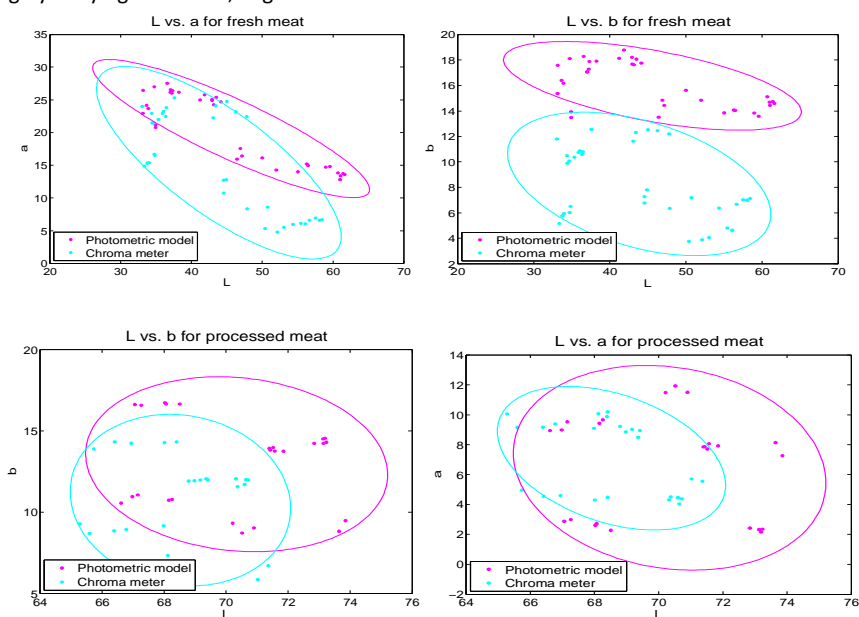 L vs. a for fresh meat
35
30
25
20
15
10
5
0
a
20 30 40 50 60 70
L
Photometric model
Chroma meter
L vs. b for fresh meat
20
18
16
14
12
10
8
6
4
2
b
20 30 40 50 60 70
L
Photometric model
Chroma meter
L vs. b for processed meat
20
15
10
5
b
64 66 68 70 72 74 76
L
Photometric model
Chroma meter
L vs. a for processed meat
14
12
10
8
6
4
2
0
−2
a
64 66 68 70 72 74 76
L
Photometric model
Chroma meter